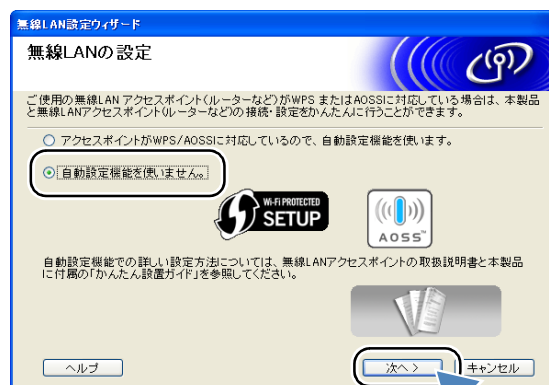 無線LAN設定ウィザード
無線LANの設定
ご使用の無線LAN アクセスポイント(ルーターなど)がWPS またはAOSSに対応している場合は、本製品
と無線LANアクセスポイント(ルーターなど)の接続・設定をかんたんに行うことができます。
アクセスポイントがWPS/AOSSに対応しているので、自動設定機能を使います。
自動設定機能を使いません。
WI-FI PROTECTED
SETUP
AOSS™
自動設定機能での詳しい設定方法については、無線LANアクセスポイントの取扱説明書と本製品
に付属の「かんたん設置ガイド」を参照してください。
ヘルプ
次へ >
キャンセル